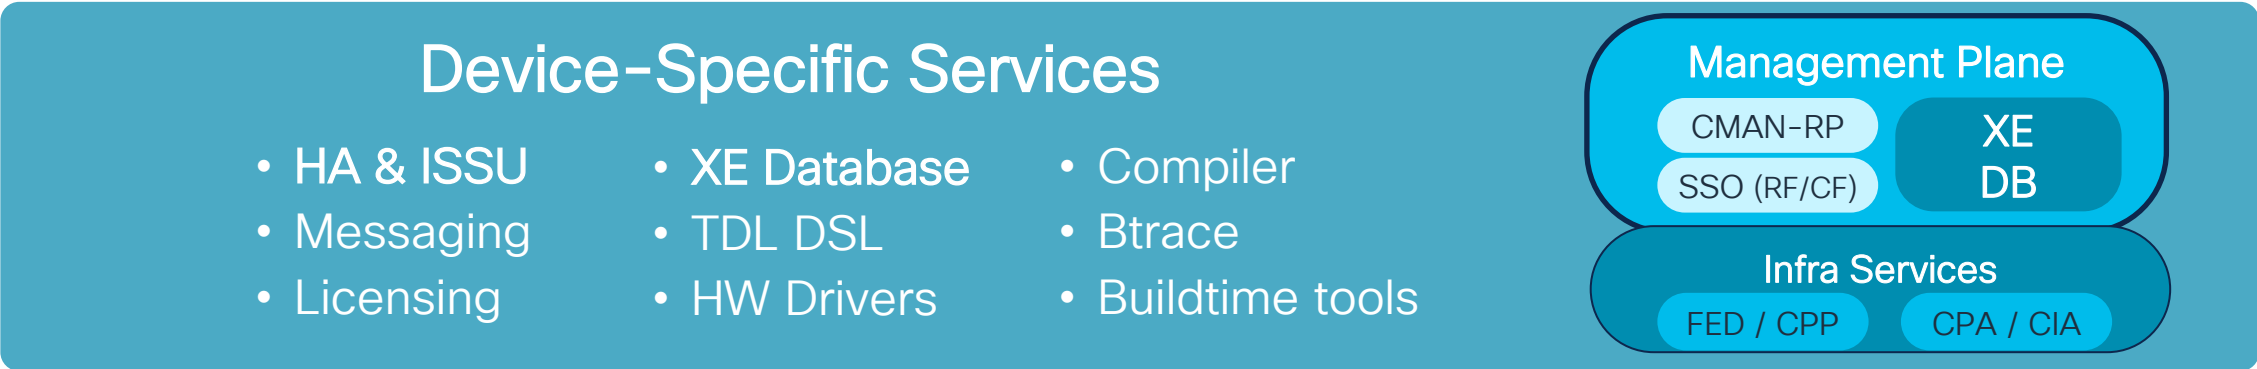 Device-Specific Services
• HA & ISSU
• Messaging
• Licensing
• XE Database
• TDL DSL
• HW Drivers
• Compiler
• Btrace
• Buildtime tools
Management Plane
CMAN-RP
SSO (RF/CF)
XE
DB
Infra Services
FED / CPP
CPA / CIA